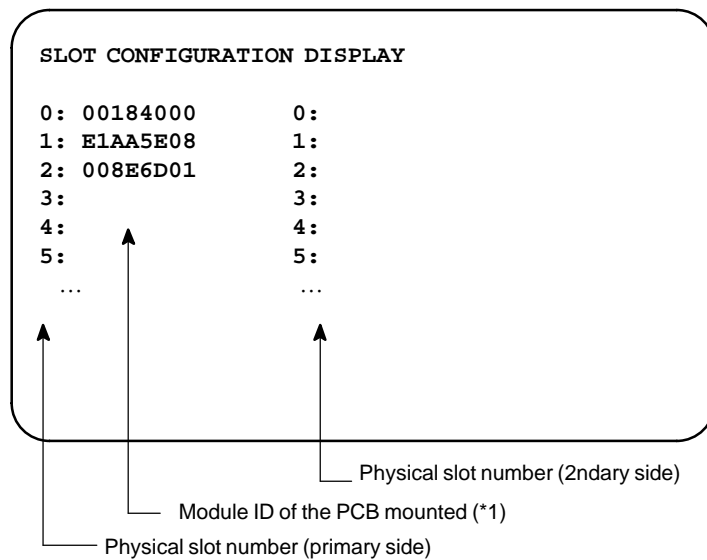 SLOT CONFIGURATION DISPLAY
0: 00184000 0:
1: E1AA5E08 1:
2: 008E6D01 2:
3: 3:
4: 4:
5: 5:
... ...
Physical slot number (2ndary side)
Module ID of the PCB mounted (*1)
Physical slot number (primary side)